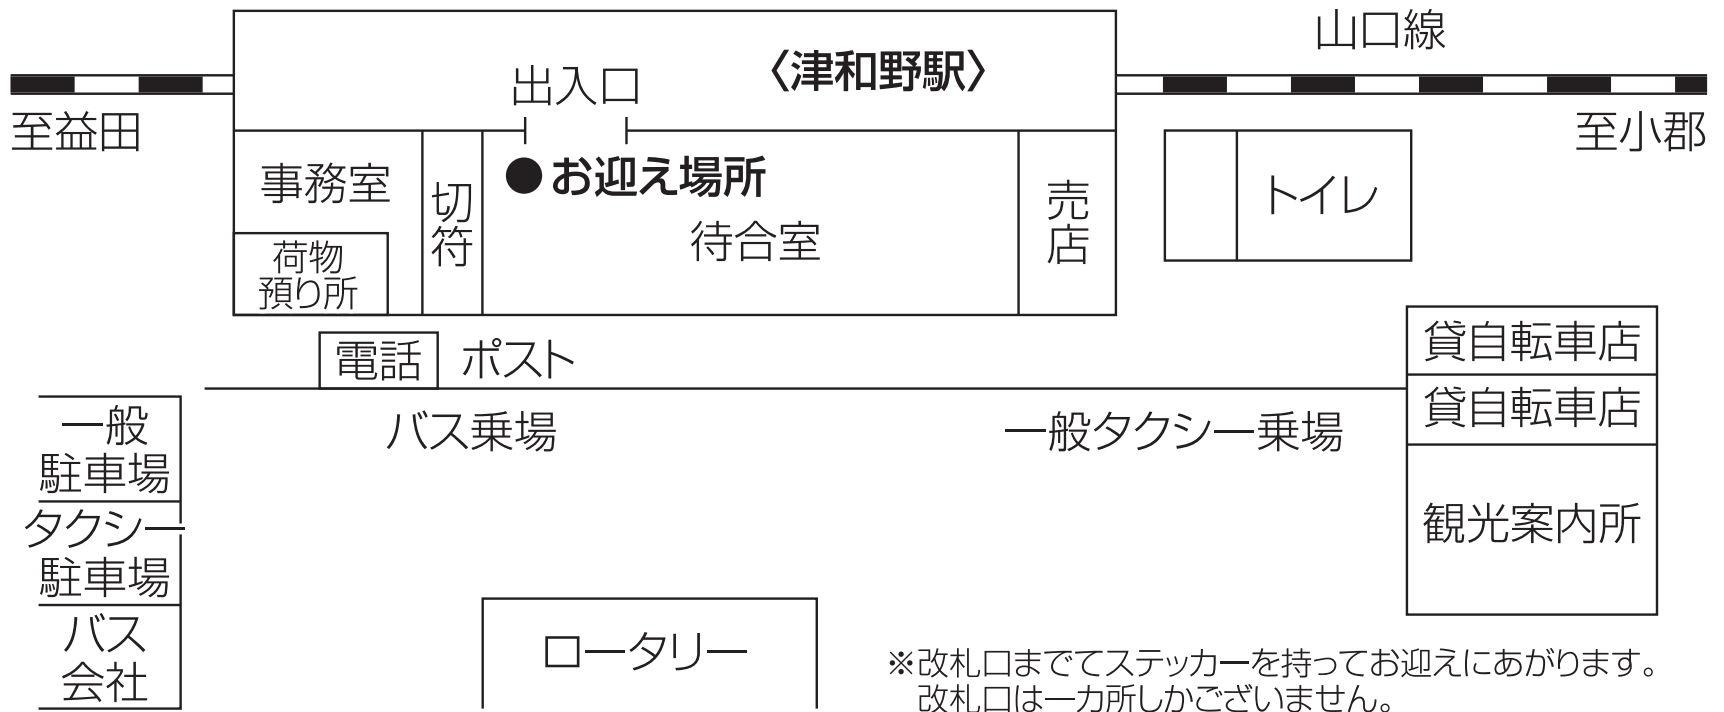 山口線
〈津和野駅〉
出入口
至益田
至小郡
事務室
切符
●お迎え場所
待合室
売店
トイレ
荷物
預り所
電話
ポスト
貸自転車店
貸自転車店
観光案内所
バス乗場
一般タクシー乗場
一般
駐車場
タクシー
駐車場
バス
会社
ロータリー
※改札口まででてステッカーを持ってお迎えにあがります。
改札口は一カ所しかございません。